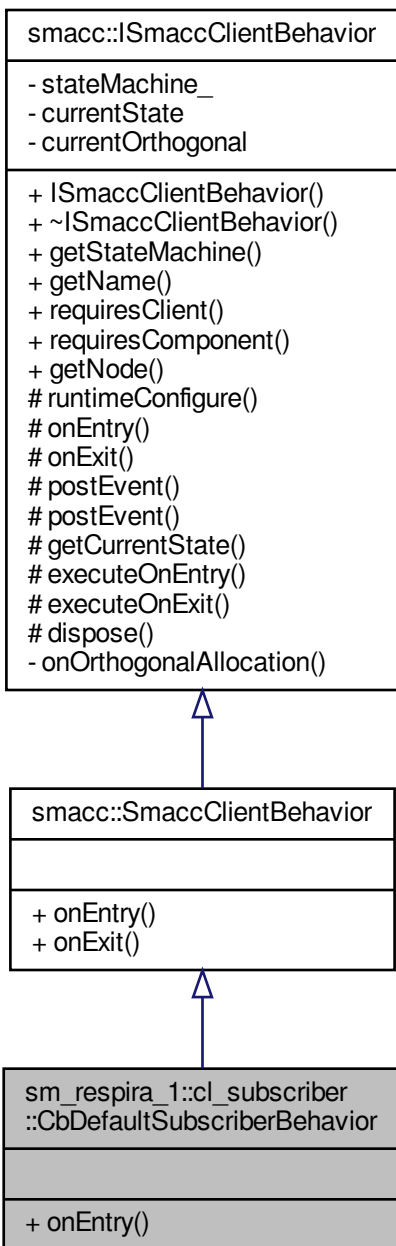 smacc::ISmaccClientBehavior
- stateMachine_
- currentState
- currentOrthogonal
+ ISmaccClientBehavior()
+ ~ISmaccClientBehavior()
+ getStateMachine()
+ getName()
+ requiresClient()
+ requiresComponent()
+ getNode()
# runtimeConfigure()
# onEntry()
# onExit()
# postEvent()
# postEvent()
# getCurrentState()
# executeOnEntry()
# executeOnExit()
# dispose()
- onOrthogonalAllocation()
smacc::SmaccClientBehavior
+ onEntry()
+ onExit()
sm_respira_1::cl_subscriber
::CbDefaultSubscriberBehavior
+ onEntry()